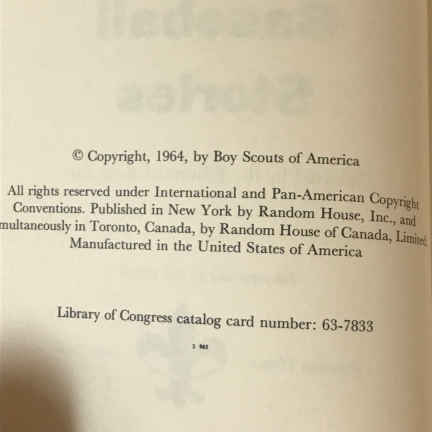 © Copyright, 1964, by Boy Scouts of America
All rights reserved under International and Pan-American Copyright
Conventions. Published in New York by Random House, Inc., and
multaneously in Toronto, Canada, by Random House of Canada, Limited.
Manufactured in the United States of America
Library of Congress catalog card number: 63-7833